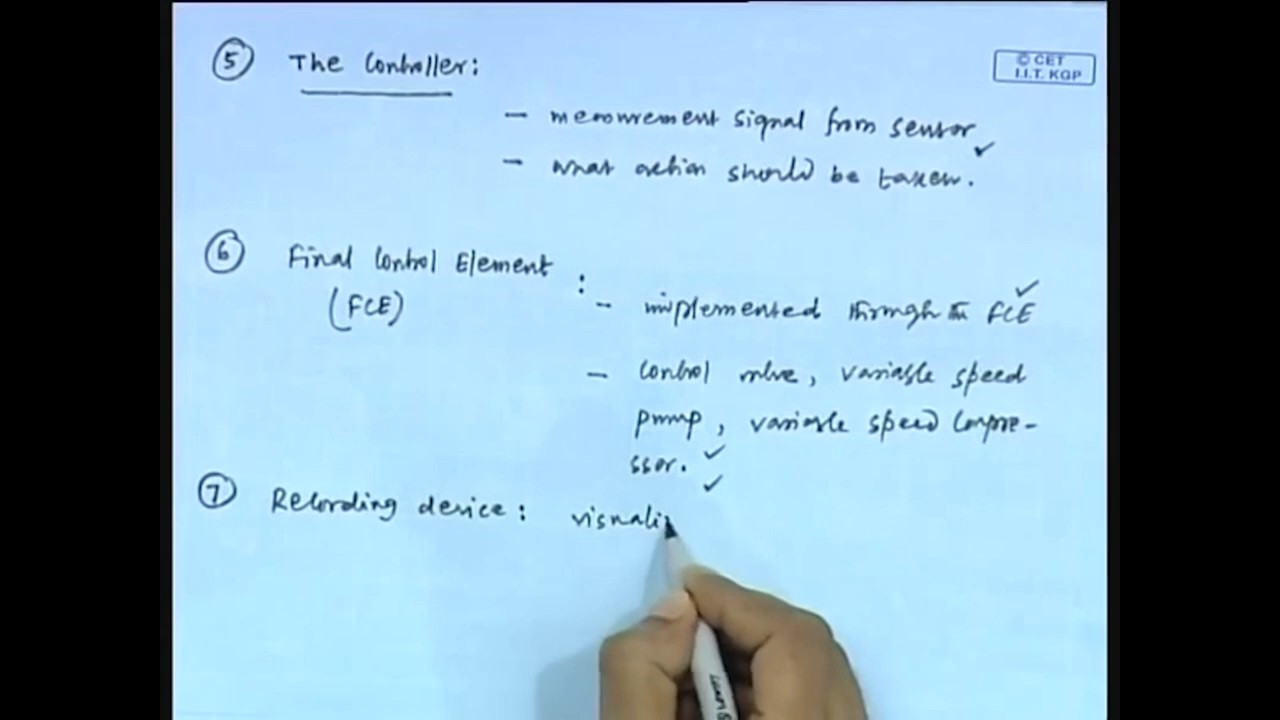 5 The Controller:
© CET
I.I.T. KGP
- measurement signal from sensor
- what action should be taken.
6 Final Control Element :
(FCE)
- implemented through the FCE
- Control valve, variable speed
pump, variable speed Compre-
ssor.
7 Recording device: visuali